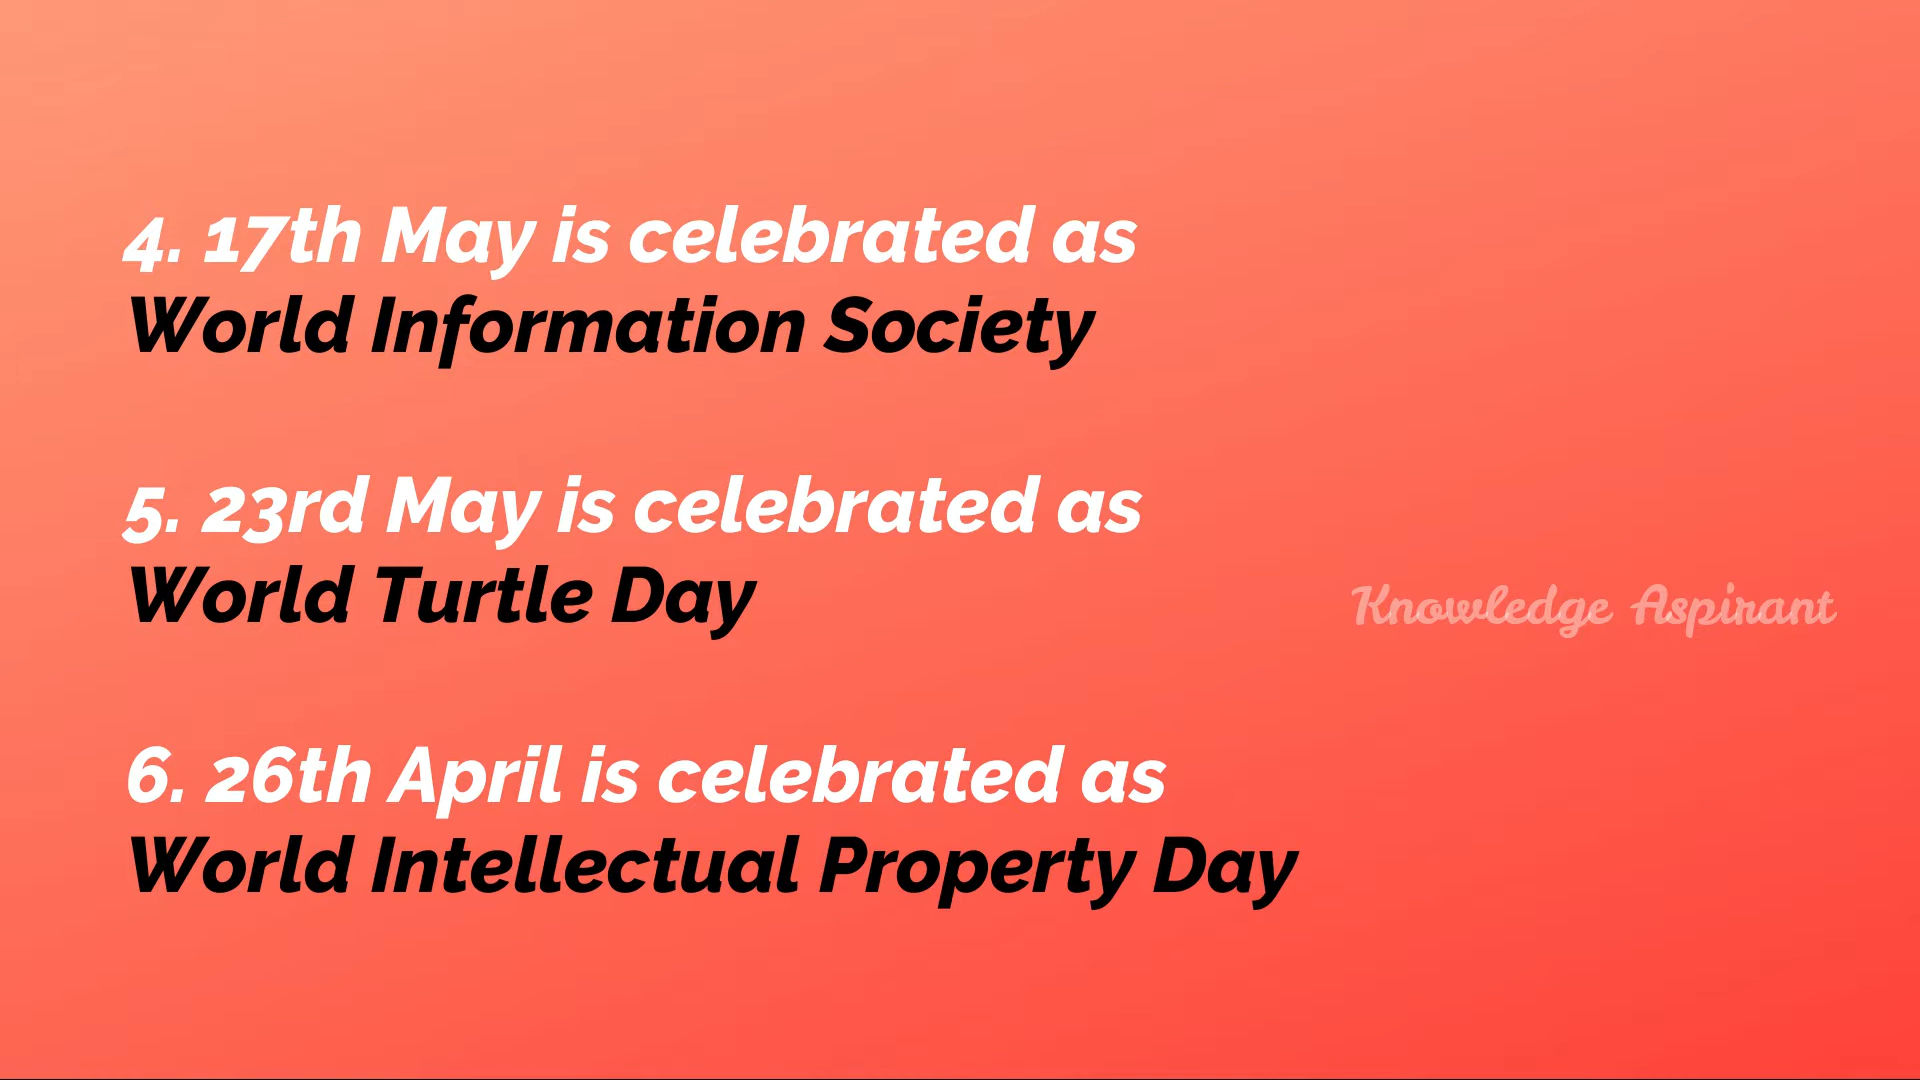 4. 17th May is celebrated as
World Information Society
5. 23rd May is celebrated as
World Turtle Day
Knowledge Aspirant
6. 26th April is celebrated as
World Intellectual Property Day